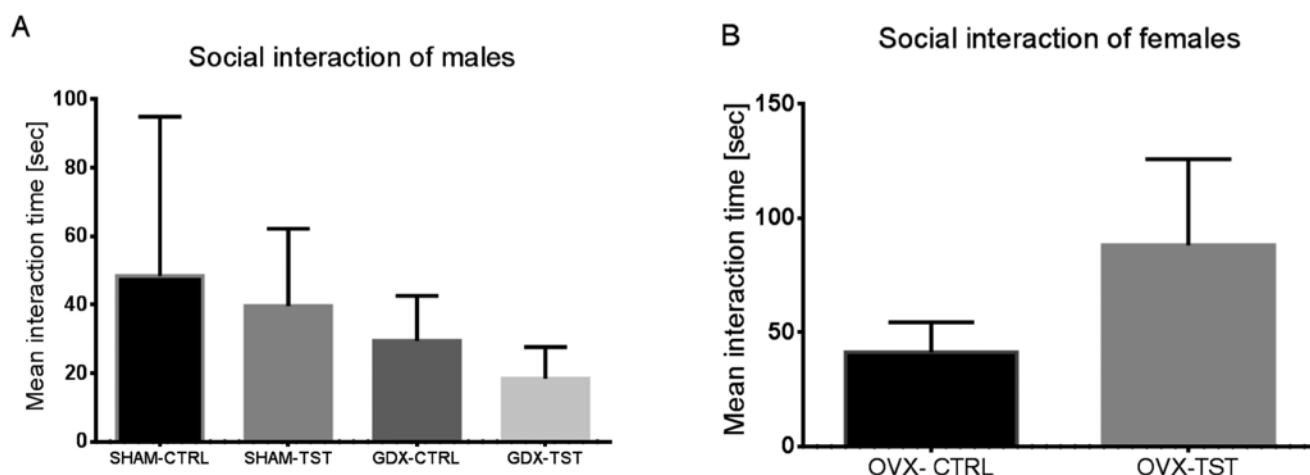 A
Social interaction of males
Mean interaction time [sec]
100
80
60
40
20
0
SHAM-CTRL SHAM-TST GDX-CTRL GDX-TST
B
Social interaction of females
Mean interaction time [sec]
150
100
50
0
OVX- CTRL OVX-TST